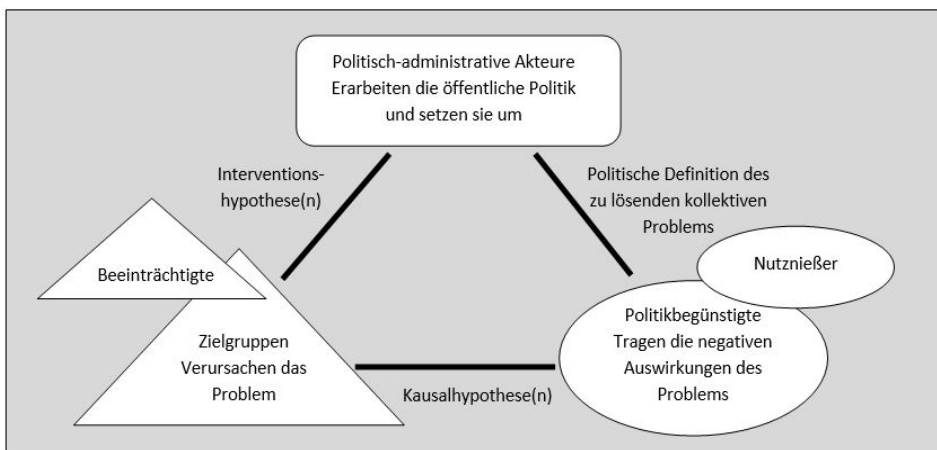 Politisch-administrative Akteure
Erarbeiten die öffentliche Politik
und setzen sie um
Interventions-
hypothese(n)
Politische Definition des
zu lösenden kollektiven
Problems
Beeinträchtigte
Nutznießer
Zielgruppen
Verursachen das
Problem
Politikbegünstigte
Tragen die negativen
Auswirkungen des
Problems
Kausalhypothese(n)